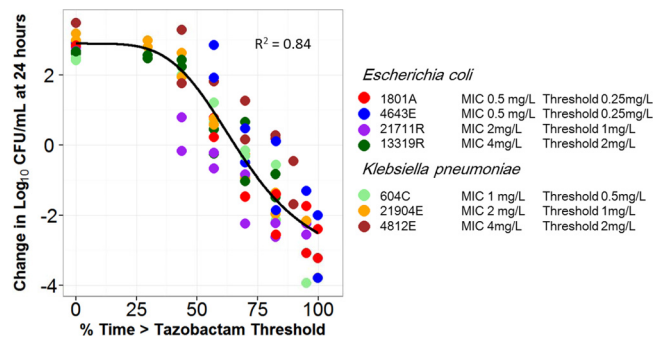 R² = 0.84
2
0
-2
-4
Change in Log₁₀ CFU/mL at 24 hours
0 25 50 75 100
% Time > Tazobactam Threshold
Escherichia coli
1801A MIC 0.5 mg/L Threshold 0.25mg/L
4643E MIC 0.5 mg/L Threshold 0.25mg/L
21711R MIC 2mg/L Threshold 1mg/L
13319R MIC 4mg/L Threshold 2mg/L
Klebsiella pneumoniae
604C MIC 1 mg/L Threshold 0.5mg/L
21904E MIC 2 mg/L Threshold 1mg/L
4812E MIC 4mg/L Threshold 2mg/L